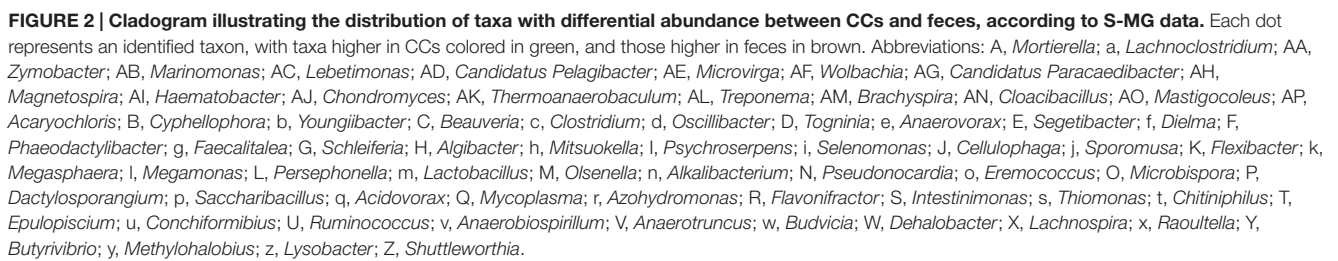 FIGURE 2 | Cladogram illustrating the distribution of taxa with differential abundance between CCs and feces, according to S-MG data. Each dot
represents an identified taxon, with taxa higher in CCs colored in green, and those higher in feces in brown. Abbreviations: A, Mortierella; a, Lachnoclostridium; AA,
Zymobacter; AB, Marinomonas; AC, Lebetimonas; AD, Candidatus Pelagibacter; AE, Microvirga; AF, Wolbachia; AG, Candidatus Paracaedibacter; AH,
Magnetospira; AI, Haematobacter; AJ, Chondromyces; AK, Thermoanaerobaculum; AL, Treponema; AM, Brachyspira; AN, Cloacibacillus; AO, Mastigocoleus; AP,
Acaryochloris; B, Cyphellophora; b, Youngiibacter; C, Beauveria; c, Clostridium; d, Oscillibacter; D, Togninia; e, Anaerovorax; E, Segetibacter; f, Dielma; F,
Phaeodactylibacter; g, Faecalitalea; G, Schleiferia; H, Algibacter; h, Mitsuokella; I, Psychroserpens; i, Selenomonas; J, Cellulophaga; j, Sporomusa; K, Flexibacter; k,
Megasphaera; l, Megamonas; L, Persephonella; m, Lactobacillus; M, Olsenella; n, Alkalibacterium; N, Pseudonocardia; o, Eremococcus; O, Microbispora; P,
Dactylosporangium; p, Saccharibacillus; q, Acidovorax; Q, Mycoplasma; r, Azohydromonas; R, Flavonifractor; S, Intestinimonas; s, Thiomonas; t, Chitiniphilus; T,
Epulopiscium; u, Conchiformibius; U, Ruminococcus; v, Anaerobiospirillum; V, Anaerotruncus; w, Budvicia; W, Dehalobacter; X, Lachnospira; x, Raoultella; Y,
Butyrivibrio; y, Methylohalobius; z, Lysobacter; Z, Shuttleworthia.